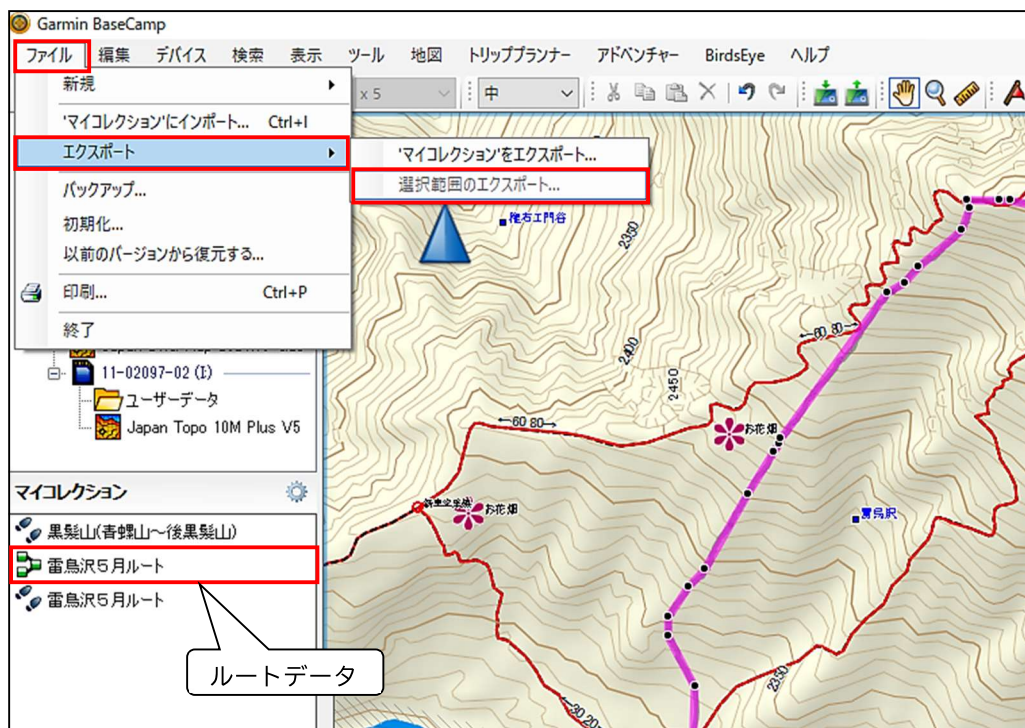 Garmin BaseCamp
ファイル 編集 デバイス 検索 表示 ツール 地図 トリッププランナー アドベンチャー BirdsEye ヘルプ
x 5 中
新規
'マイコレクション'にインポート... Ctrl+I
エクスポート
'マイコレクション'をエクスポート...
選択範囲のエクスポート...
バックアップ...
初期化...
以前のバージョンから復元する...
印刷... Ctrl+P
終了
11-02097-02 (I:)
ユーザーデータ
Japan Topo 10M Plus V5
マイコレクション
黒髪山(青螺山～後黒髪山)
雷鳥沢5月ルート
雷鳥沢5月ルート
ルートデータ
2350
2400
2450
←60 80→
←60 80→
お花畑
お花畑
雷鳥沢
2350
←30 20→